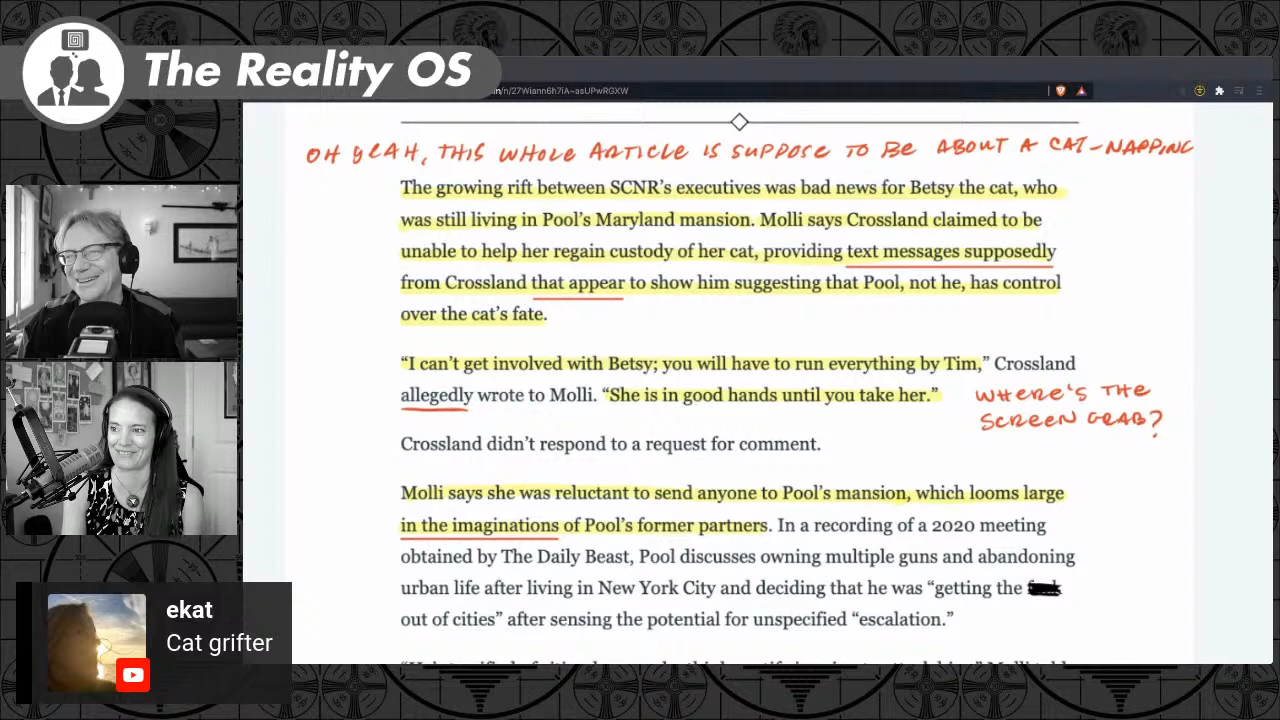 The Reality OS
n/n/27Wiann6h7iA-asUPwRGXW
OH YEAH, THIS WHOLE ARTICLE IS SUPPOSE TO BE ABOUT A CAT-NAPPING
The growing rift between SCNR’s executives was bad news for Betsy the cat, who
was still living in Pool’s Maryland mansion. Molli says Crossland claimed to be
unable to help her regain custody of her cat, providing text messages supposedly
from Crossland that appear to show him suggesting that Pool, not he, has control
over the cat’s fate.
“I can’t get involved with Betsy; you will have to run everything by Tim,” Crossland
allegedly wrote to Molli. “She is in good hands until you take her.”
WHERE'S THE
SCREEN GRAB?
Crossland didn’t respond to a request for comment.
Molli says she was reluctant to send anyone to Pool’s mansion, which looms large
in the imaginations of Pool’s former partners. In a recording of a 2020 meeting
obtained by The Daily Beast, Pool discusses owning multiple guns and abandoning
urban life after living in New York City and deciding that he was “getting the
out of cities” after sensing the potential for unspecified “escalation.”
ekat
Cat grifter